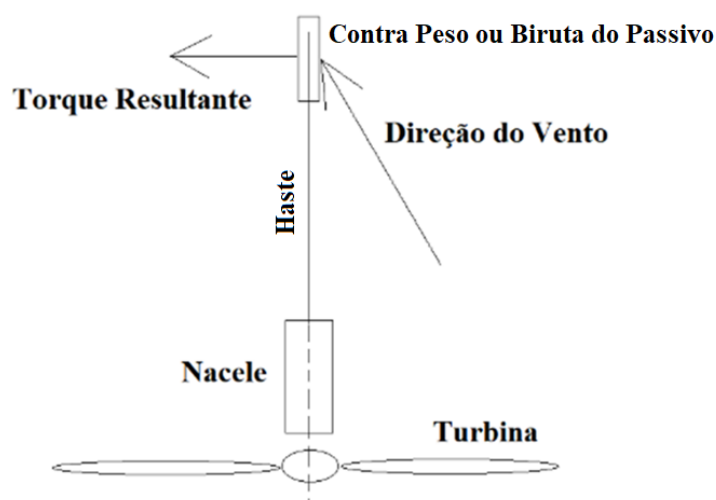 Contra Peso ou Biruta do Passivo
Torque Resultante
Direção do Vento
Haste
Nacele
Turbina